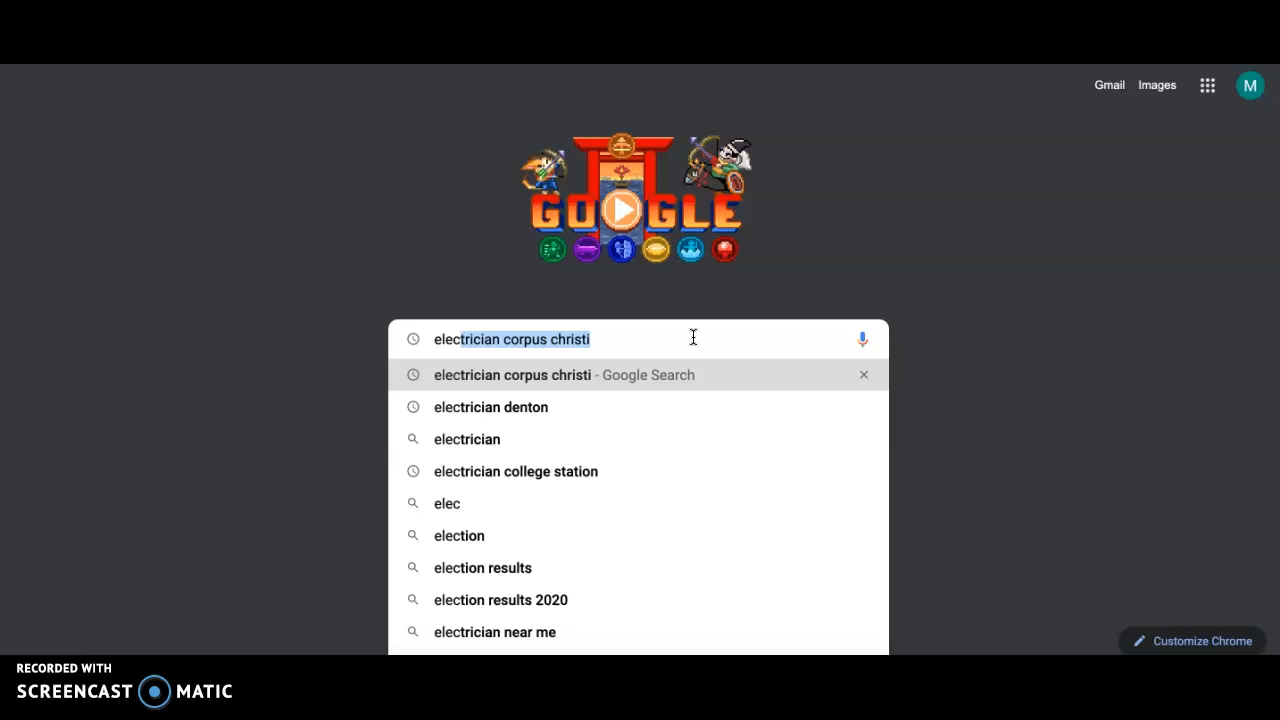 Gmail Images M
GOOGLE
electrician corpus christi
electrician corpus christi - Google Search
electrician denton
electrician
electrician college station
elec
election
election results
election results 2020
electrician near me
Customize Chrome
RECORDED WITH
SCREENCAST MATIC